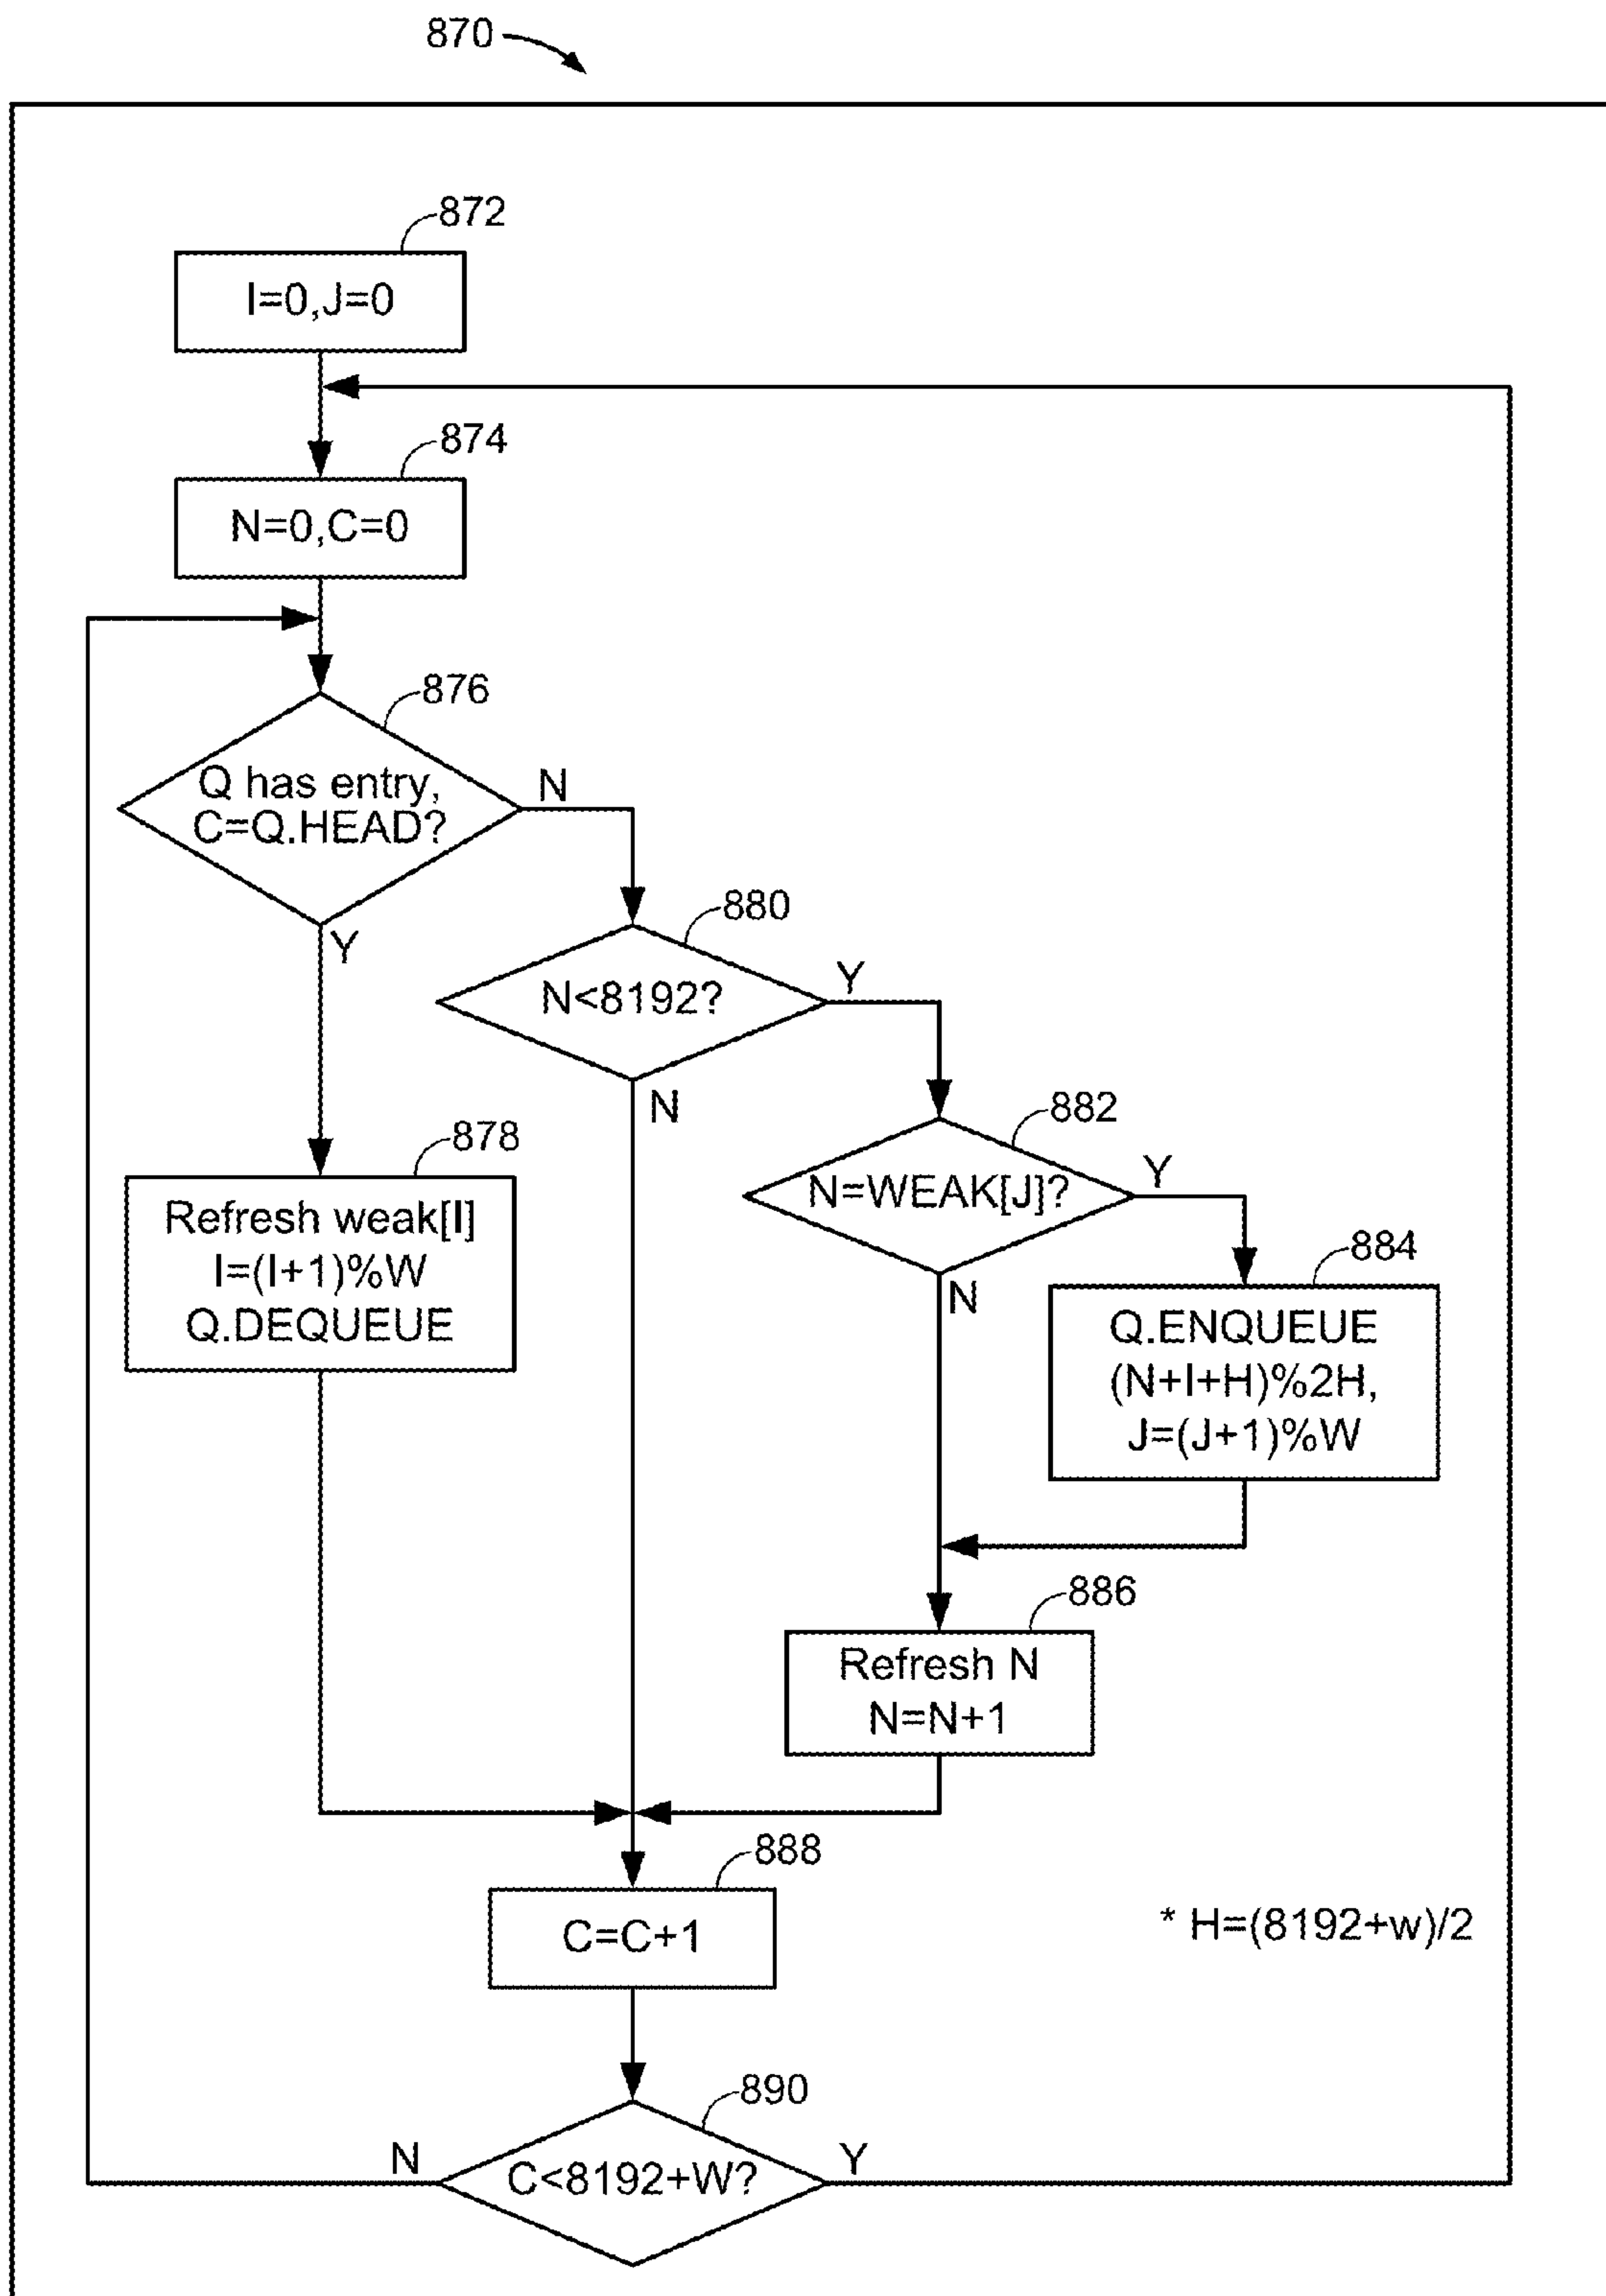 870
872
I=0,J=0
874
N=0,C=0
876
Q has entry,
C=Q.HEAD?
N
Y
880
N<8192?
Y
N
882
N=WEAK[J]?
Y
N
878
Refresh weak[I]
I=(I+1)%W
Q.DEQUEUE
884
Q.ENQUEUE
(N+I+H)%2H,
J=(J+1)%W
886
Refresh N
N=N+1
888
C=C+1
* H=(8192+w)/2
890
C<8192+W?
N
Y